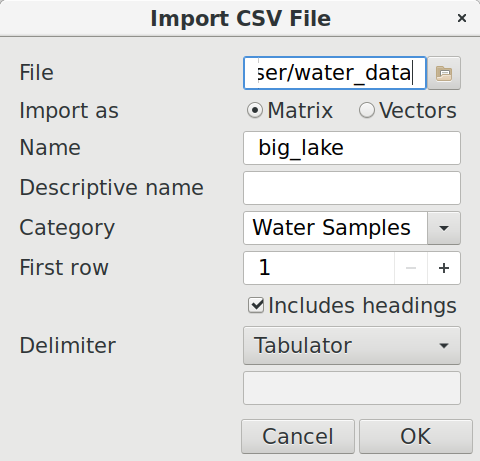 Import CSV File ×
File ser/water_data
Import as Matrix Vectors
Name big_lake
Descriptive name
Category Water Samples
First row 1 − +
Includes headings
Delimiter Tabulator
Cancel OK